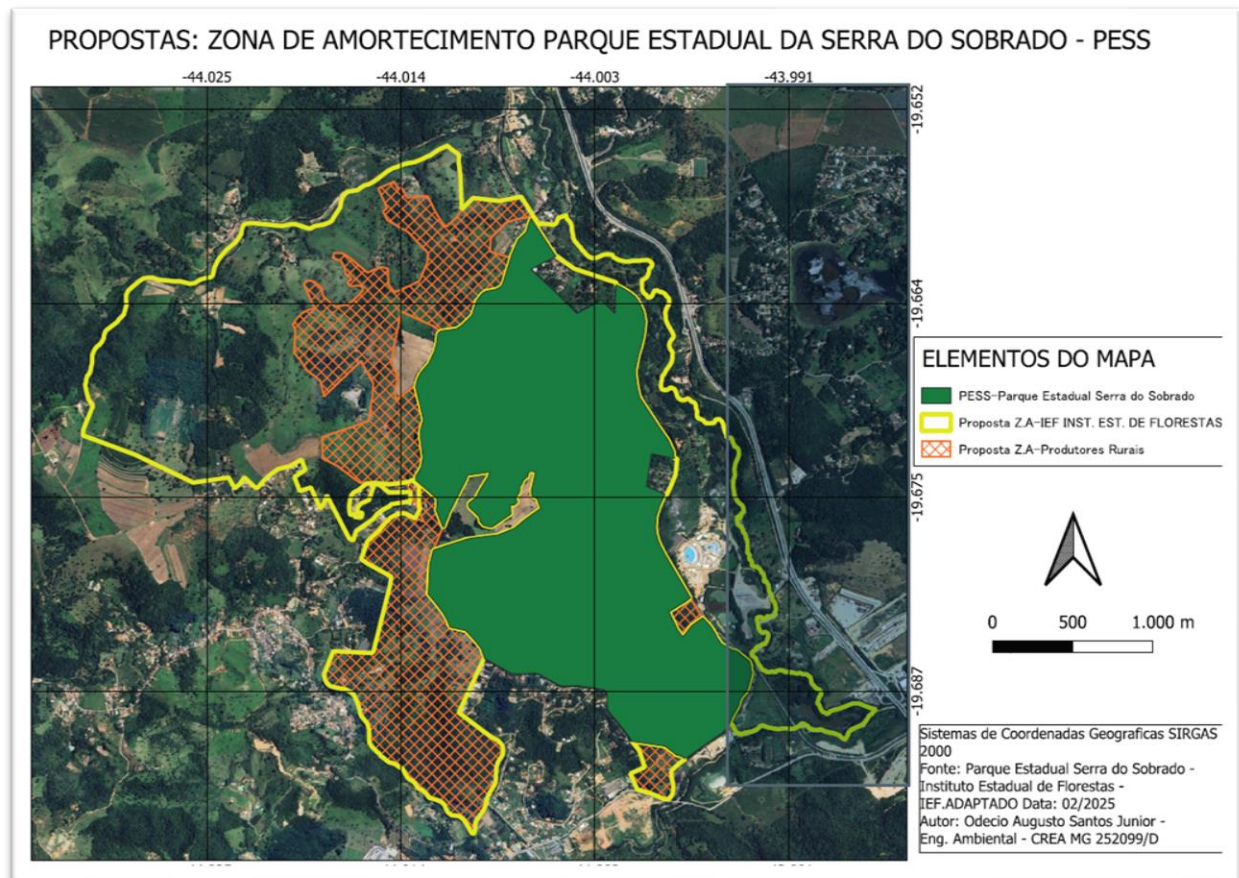 PROPOSTAS: ZONA DE AMORTECIMENTO PARQUE ESTADUAL DA SERRA DO SOBRADO - PESS
-44.025 -44.014 -44.003 -43.991
-19.652
-19.664
-19.675
-19.687
ELEMENTOS DO MAPA
PESS-Parque Estadual Serra do Sobrado
Proposta Z.A-IEF INST. EST. DE FLORESTAS
Proposta Z.A-Produtores Rurais
0 500 1.000 m
Sistemas de Coordenadas Geograficas SIRGAS
2000
Fonte: Parque Estadual Serra do Sobrado -
Instituto Estadual de Florestas -
IEF.ADAPTADO Data: 02/2025
Autor: Odecio Augusto Santos Junior -
Eng. Ambiental - CREA MG 252099/D